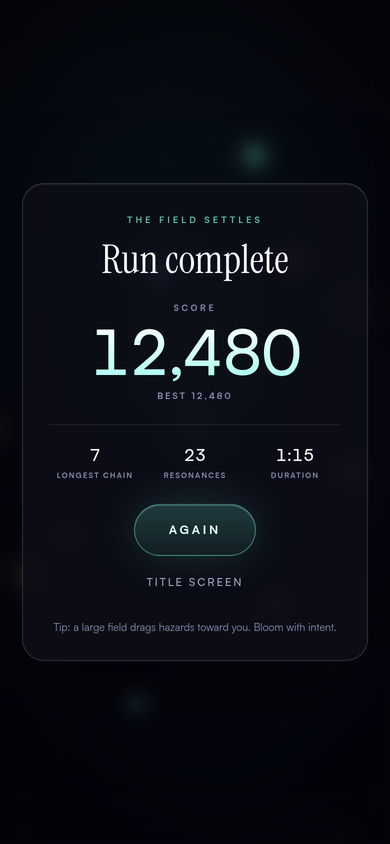 THE FIELD SETTLES
Run complete
SCORE
12,480
BEST 12,480
7 23 1:15
LONGEST CHAIN RESONANCES DURATION
AGAIN
TITLE SCREEN
Tip: a large field drags hazards toward you. Bloom with intent.